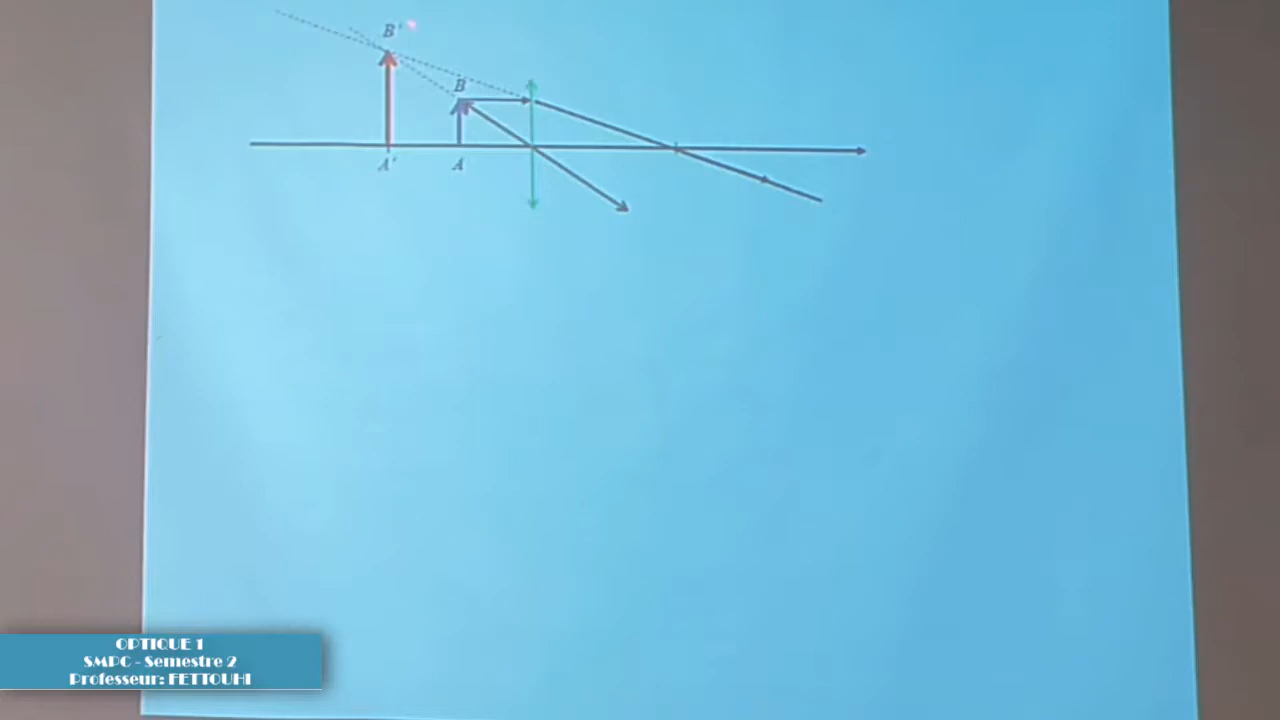 B'
B
A'
A
OPTIQUE 1
SMPC - Semestre 2
Professeur: FETTOUHI